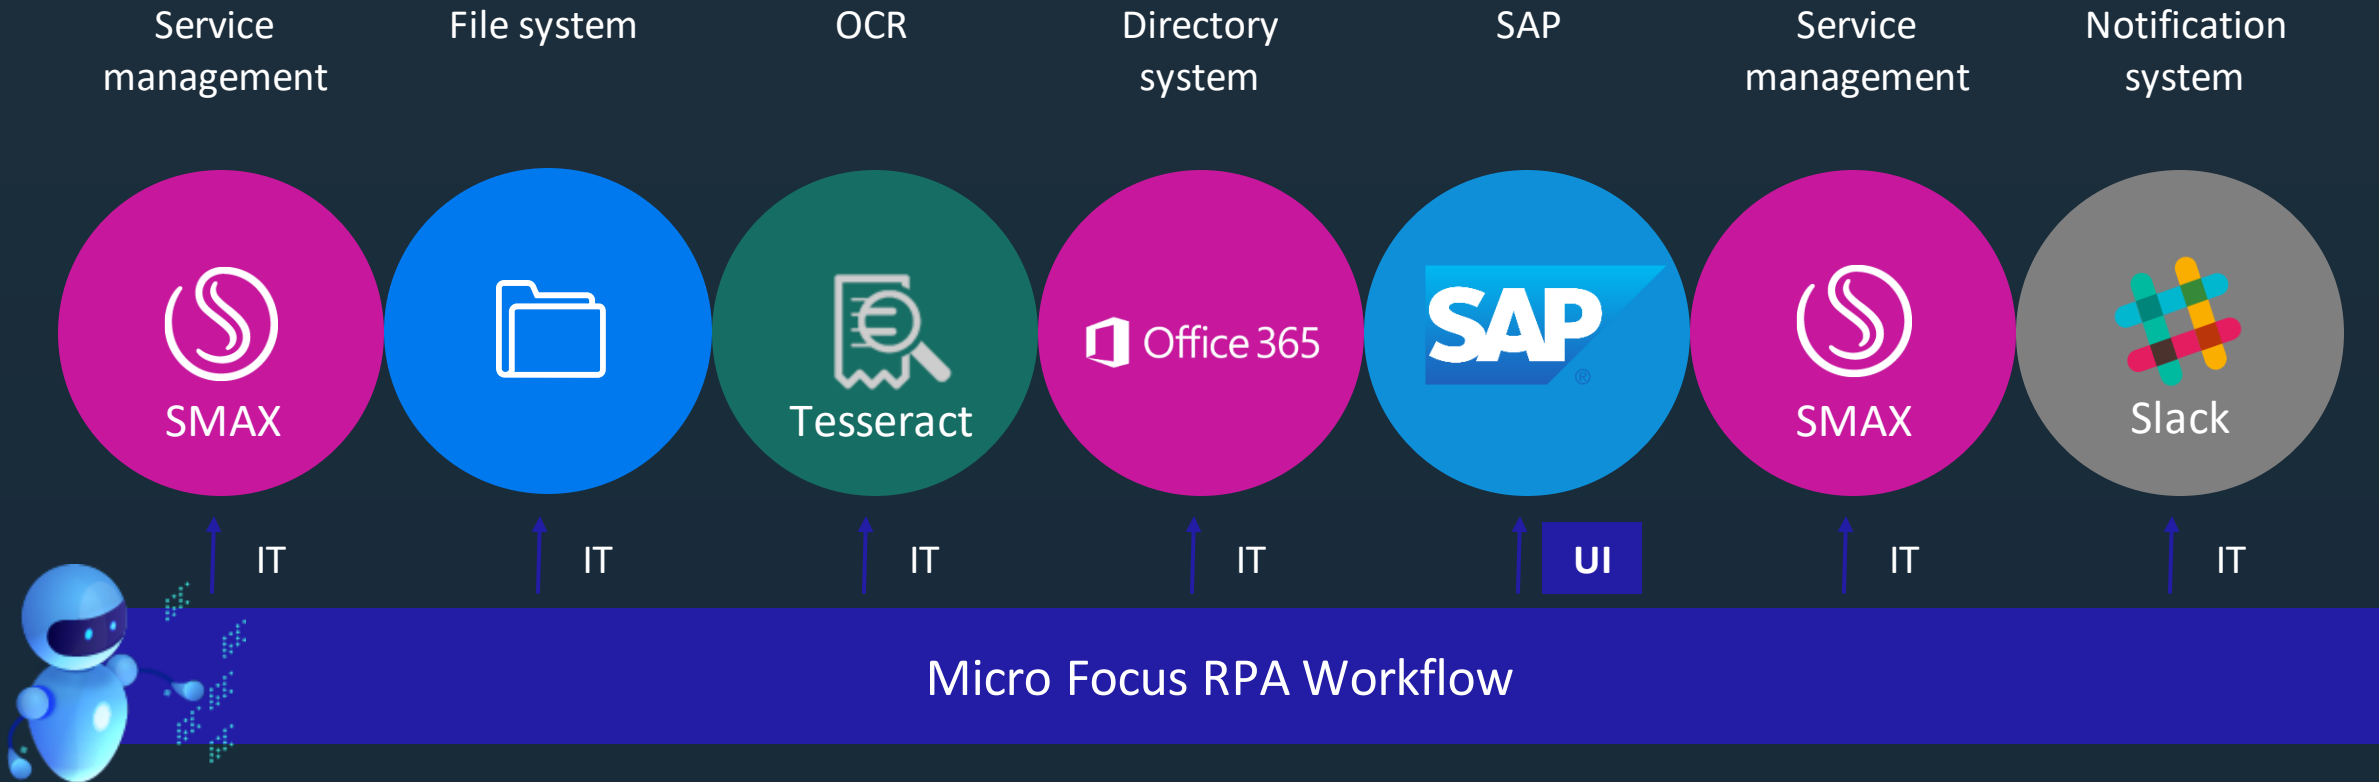 Service
management
File system
OCR
Directory
system
SAP
Service
management
Notification
system
SMAX
Tesseract
Office 365
SAP
®
SMAX
Slack
IT
IT
IT
IT
UI
IT
IT
Micro Focus RPA Workflow